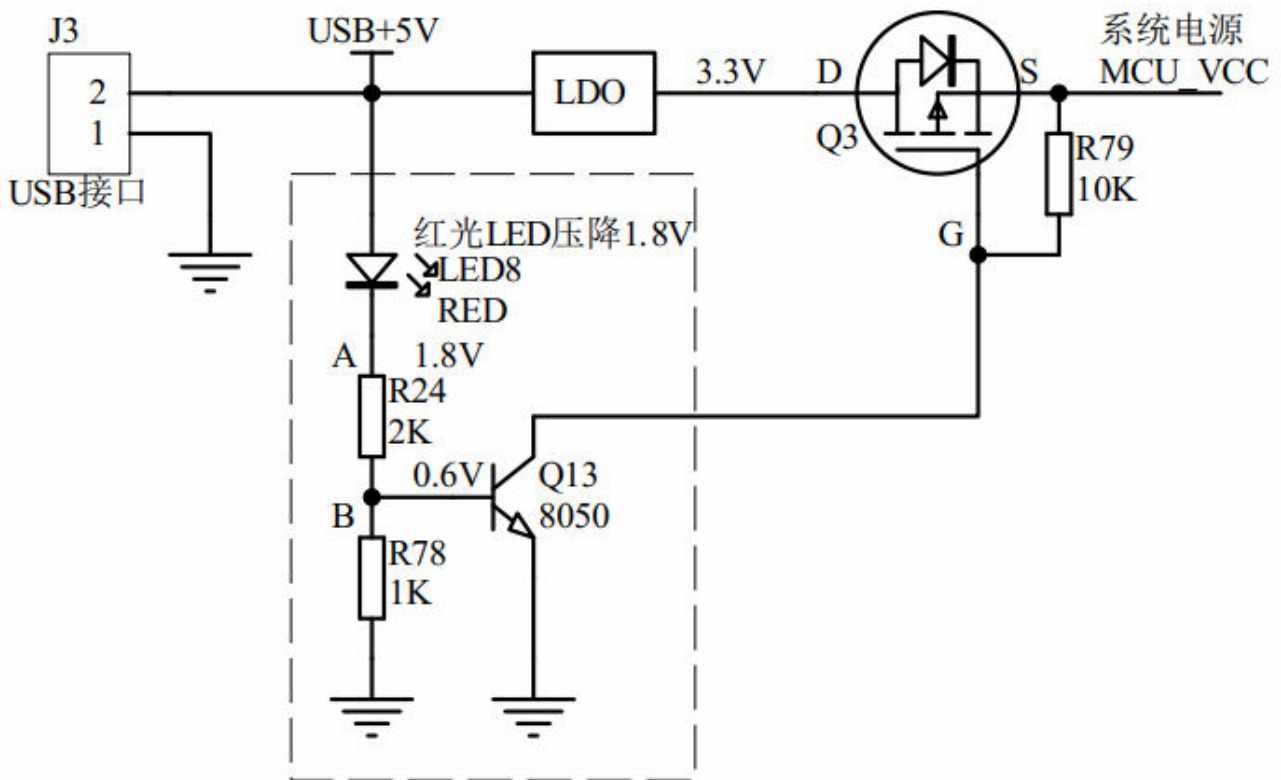 J3
2
1
USB接口
USB+5V
LDO
3.3V
D
S
Q3
系统电源
MCU_VCC
R79
10K
G
红光LED压降1.8V
LED8
RED
A
1.8V
R24
2K
0.6V
B
Q13
8050
R78
1K